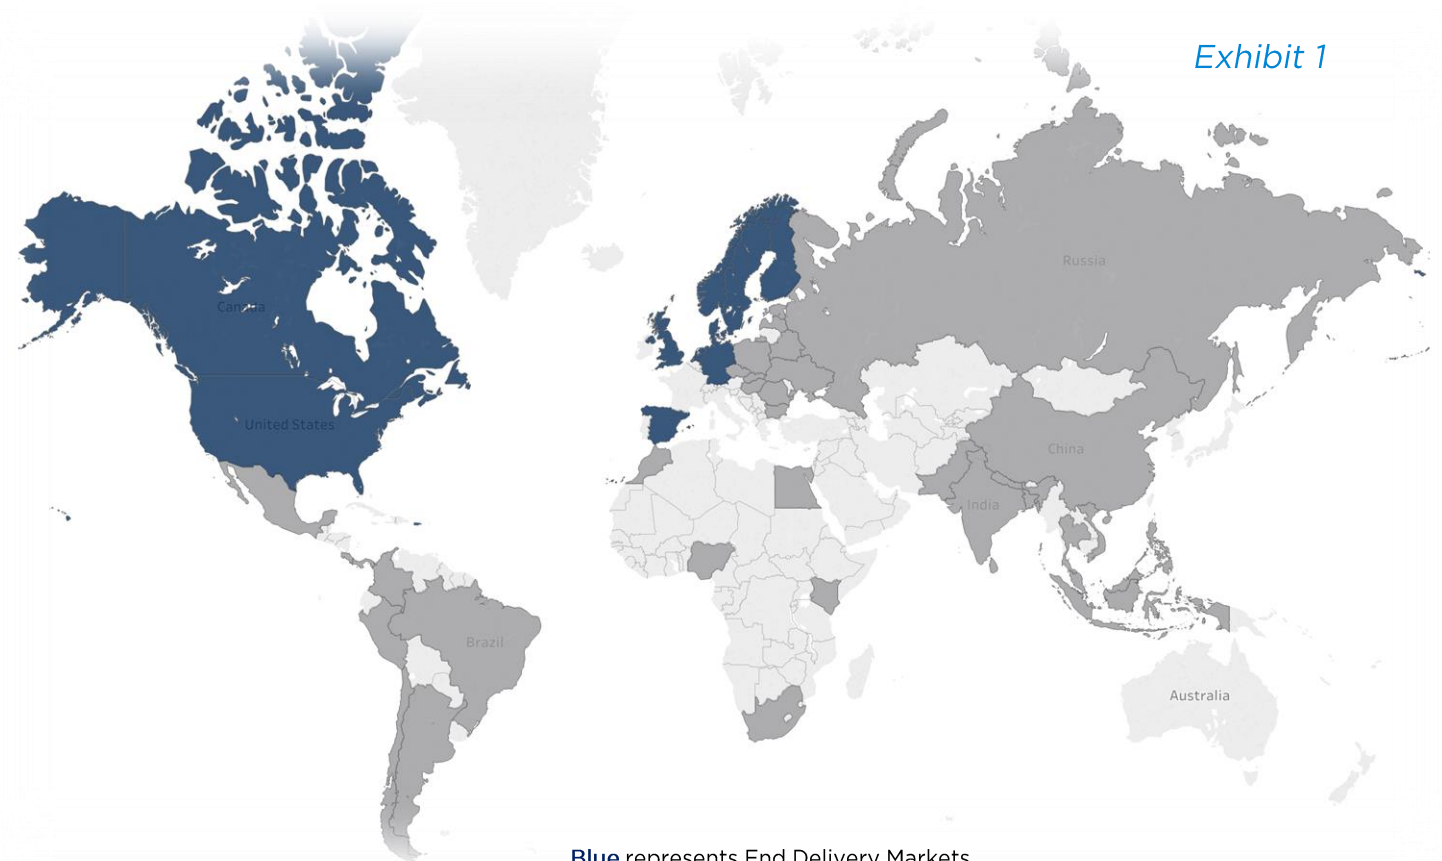 Exhibit 1
Russia
Canada
United States
China
India
Brazil
Australia
Blue represents End Delivery Markets